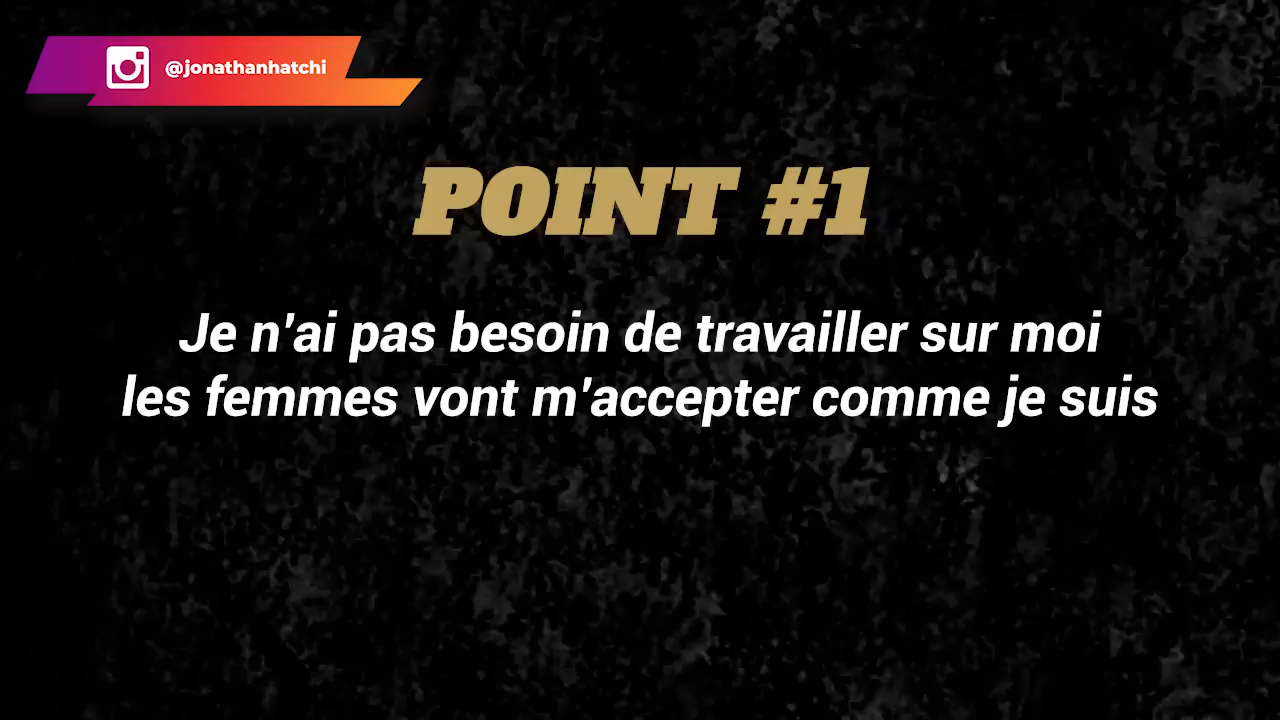 @jonathanhatchi
POINT #1
Je n'ai pas besoin de travailler sur moi
les femmes vont m'accepter comme je suis